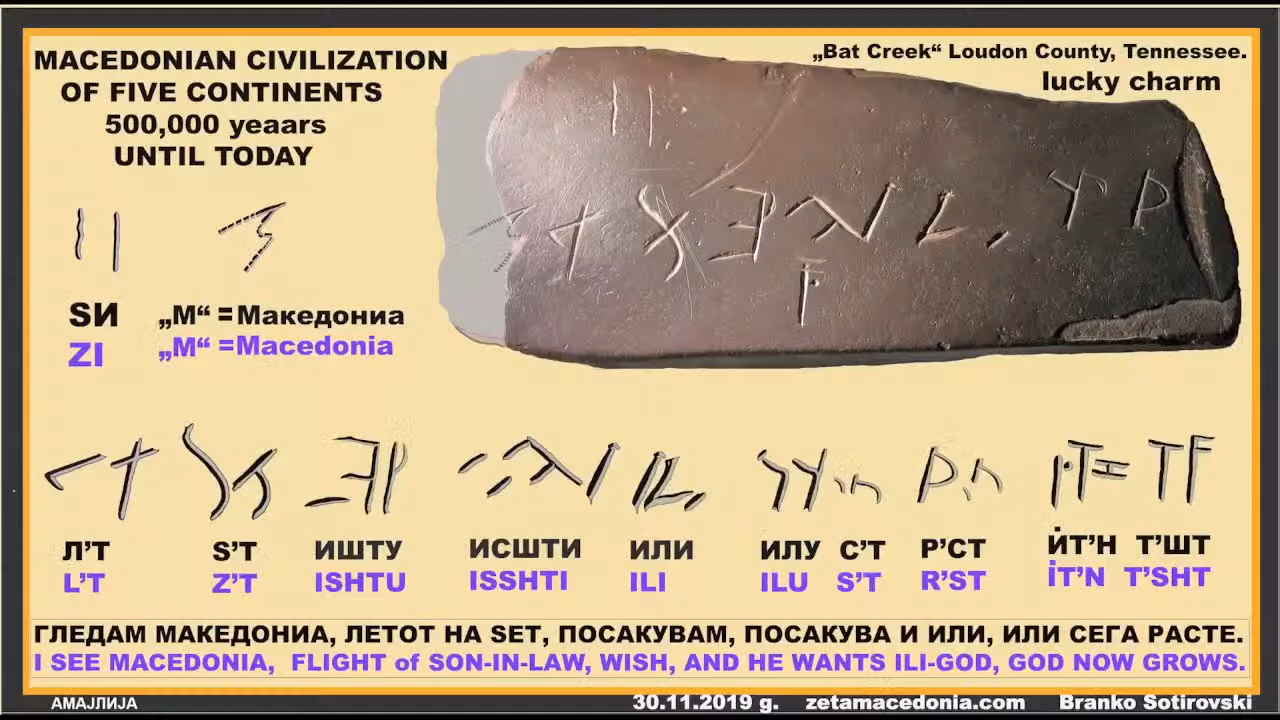 MACEDONIAN CIVILIZATION
OF FIVE CONTINENTS
500,000 yeaars
UNTIL TODAY
„Bat Creek“ Loudon County, Tennessee.
lucky charm
ЅИ „М“ =Македониа
ZI „M“ =Macedonia
Л’Т Ѕ’Т ИШТУ ИСШТИ ИЛИ ИЛУ С’Т Р’СТ ӤТ’Н Т’ШТ
L’T Z’T ISHTU ISSHTI ILI ILU S’T R’ST İT’N T’SHT
ГЛЕДАМ МАКЕДОНИА, ЛЕТОТ НА ЅЕТ, ПОСАКУВАМ, ПОСАКУВА И ИЛИ, ИЛИ СЕГА РАСТЕ.
I SEE MACEDONIA, FLIGHT of SON-IN-LAW, WISH, AND HE WANTS ILI-GOD, GOD NOW GROWS.
АМАЈЛИЈА 30.11.2019 g. zetamacedonia.com Branko Sotirovski